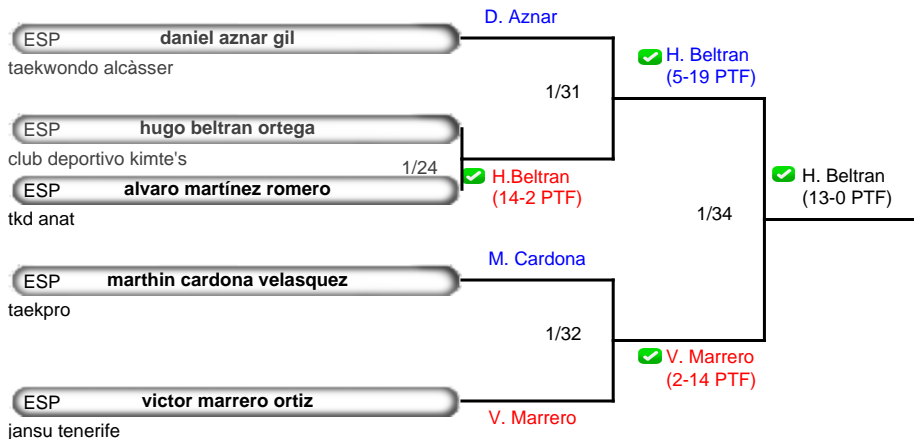 D. Aznar
ESP daniel aznar gil
taekwondo alcàsser
H. Beltran
(5-19 PTF)
1/31
ESP hugo beltran ortega
club deportivo kimte's
1/24
H.Beltran
(14-2 PTF)
ESP alvaro martínez romero
tkd anat
H. Beltran
(13-0 PTF)
1/34
M. Cardona
ESP marthin cardona velasquez
taekpro
1/32
V. Marrero
(2-14 PTF)
ESP victor marrero ortiz
V. Marrero
jansu tenerife